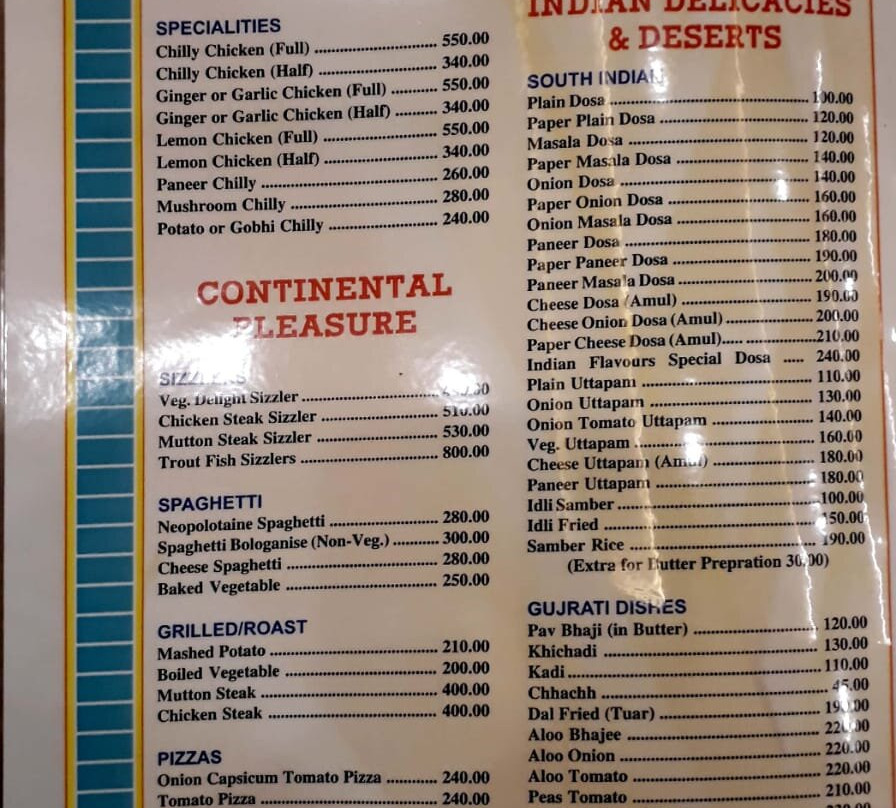 SPECIALITIES
Chilly Chicken (Full) 550.00
Chilly Chicken (Half) 340.00
Ginger or Garlic Chicken (Full) 550.00
Ginger or Garlic Chicken (Half) 340.00
Lemon Chicken (Full) 550.00
Lemon Chicken (Half) 340.00
Paneer Chilly 260.00
Mushroom Chilly 280.00
Potato or Gobhi Chilly 240.00
CONTINENTAL
PLEASURE
SIZZLERS
Veg. Delight Sizzler
Chicken Steak Sizzler 510.00
Mutton Steak Sizzler 530.00
Trout Fish Sizzlers 800.00
SPAGHETTI
Neopolotaine Spaghetti 280.00
Spaghetti Bologanise (Non-Veg.) 300.00
Cheese Spaghetti 280.00
Baked Vegetable 250.00
GRILLED/ROAST
Mashed Potato 210.00
Boiled Vegetable 200.00
Mutton Steak 400.00
Chicken Steak 400.00
PIZZAS
Onion Capsicum Tomato Pizza 240.00
Tomato Pizza 240.00
INDIAN DELICACIES
& DESERTS
SOUTH INDIAN
Plain Dosa 100.00
Paper Plain Dosa 120.00
Masala Dosa 120.00
Paper Masala Dosa 140.00
Onion Dosa 140.00
Paper Onion Dosa 160.00
Onion Masala Dosa 160.00
Paneer Dosa 180.00
Paper Paneer Dosa 190.00
Paneer Masala Dosa 200.00
Cheese Dosa (Amul) 190.00
Cheese Onion Dosa (Amul) 200.00
Paper Cheese Dosa (Amul) 210.00
Indian Flavours Special Dosa 240.00
Plain Uttapam 110.00
Onion Uttapam 130.00
Onion Tomato Uttapam 140.00
Veg. Uttapam 160.00
Cheese Uttapam (Amul) 180.00
Paneer Uttapam 180.00
Idli Samber 100.00
Idli Fried 150.00
Samber Rice 190.00
(Extra for Butter Prepration 30.00)
GUJRATI DISHES
Pav Bhaji (in Butter) 120.00
Khichadi 130.00
Kadi 110.00
Chhachh 45.00
Dal Fried (Tuar) 190.00
Aloo Bhajee 220.00
Aloo Onion 220.00
Aloo Tomato 220.00
Peas Tomato 210.00